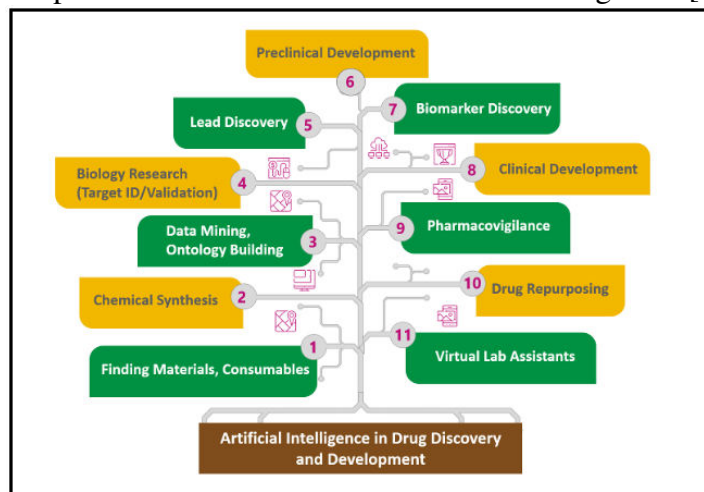 Preclinical Development
6
7
Biomarker Discovery
Lead Discovery
5
Biology Research
(Target ID/Validation)
4
8
Clinical Development
Data Mining,
Ontology Building
3
9
Pharmacovigilance
Chemical Synthesis
2
10
Drug Repurposing
Finding Materials, Consumables
1
11
Virtual Lab Assistants
Artificial Intelligence in Drug Discovery
and Development